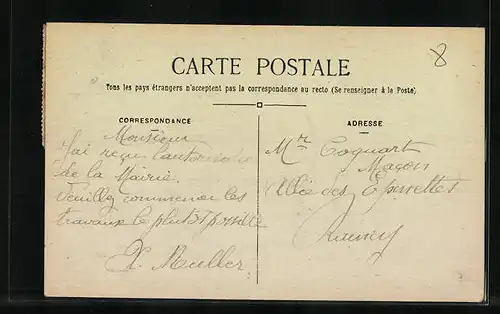 8
CARTE POSTALE
Tous les pays étrangers n'acceptent pas la correspondance au recto (Se renseigner à la Poste)
CORRESPONDANCE
Monsieur
J'ai reçu l'autorisation
de la Mairie.
Veuillez commencer les
travaux le plutôt possible
Muller
ADRESSE
Mr Coquart
Maçon
Allée des Epinettes
Raincy